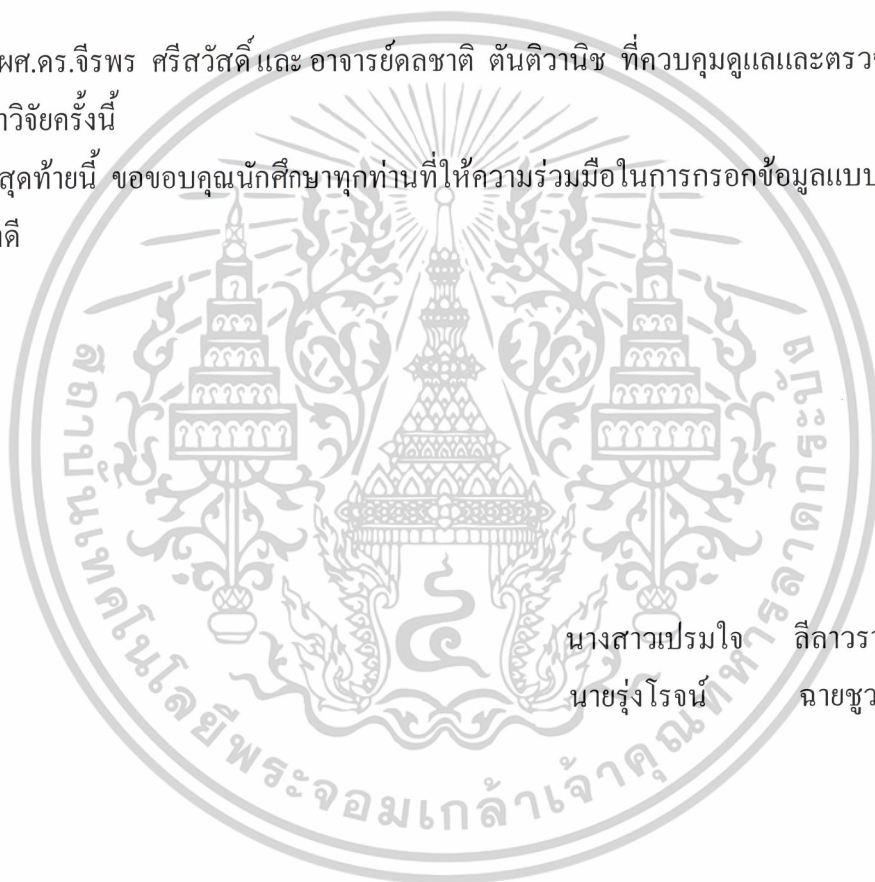 ผศ.ดร.จีรพร ศรีสวัสดิ์ และ อาจารย์ดลชาติ ตันติวานิช ที่ควบคุมดูแลและตรวจ
าวิจัยครั้งนี้
สุดท้ายนี้ ขอขอบคุณนักศึกษาทุกท่านที่ให้ความร่วมมือในการกรอกข้อมูลแบบ
งดี
นางสาวเปรมใจ ลีลาวรา
นายรุ่งโรจน์ ฉายชูว
สถาบันเทคโนโลยีพระจอมเกล้าเจ้าคุณทหารลาดกระบัง